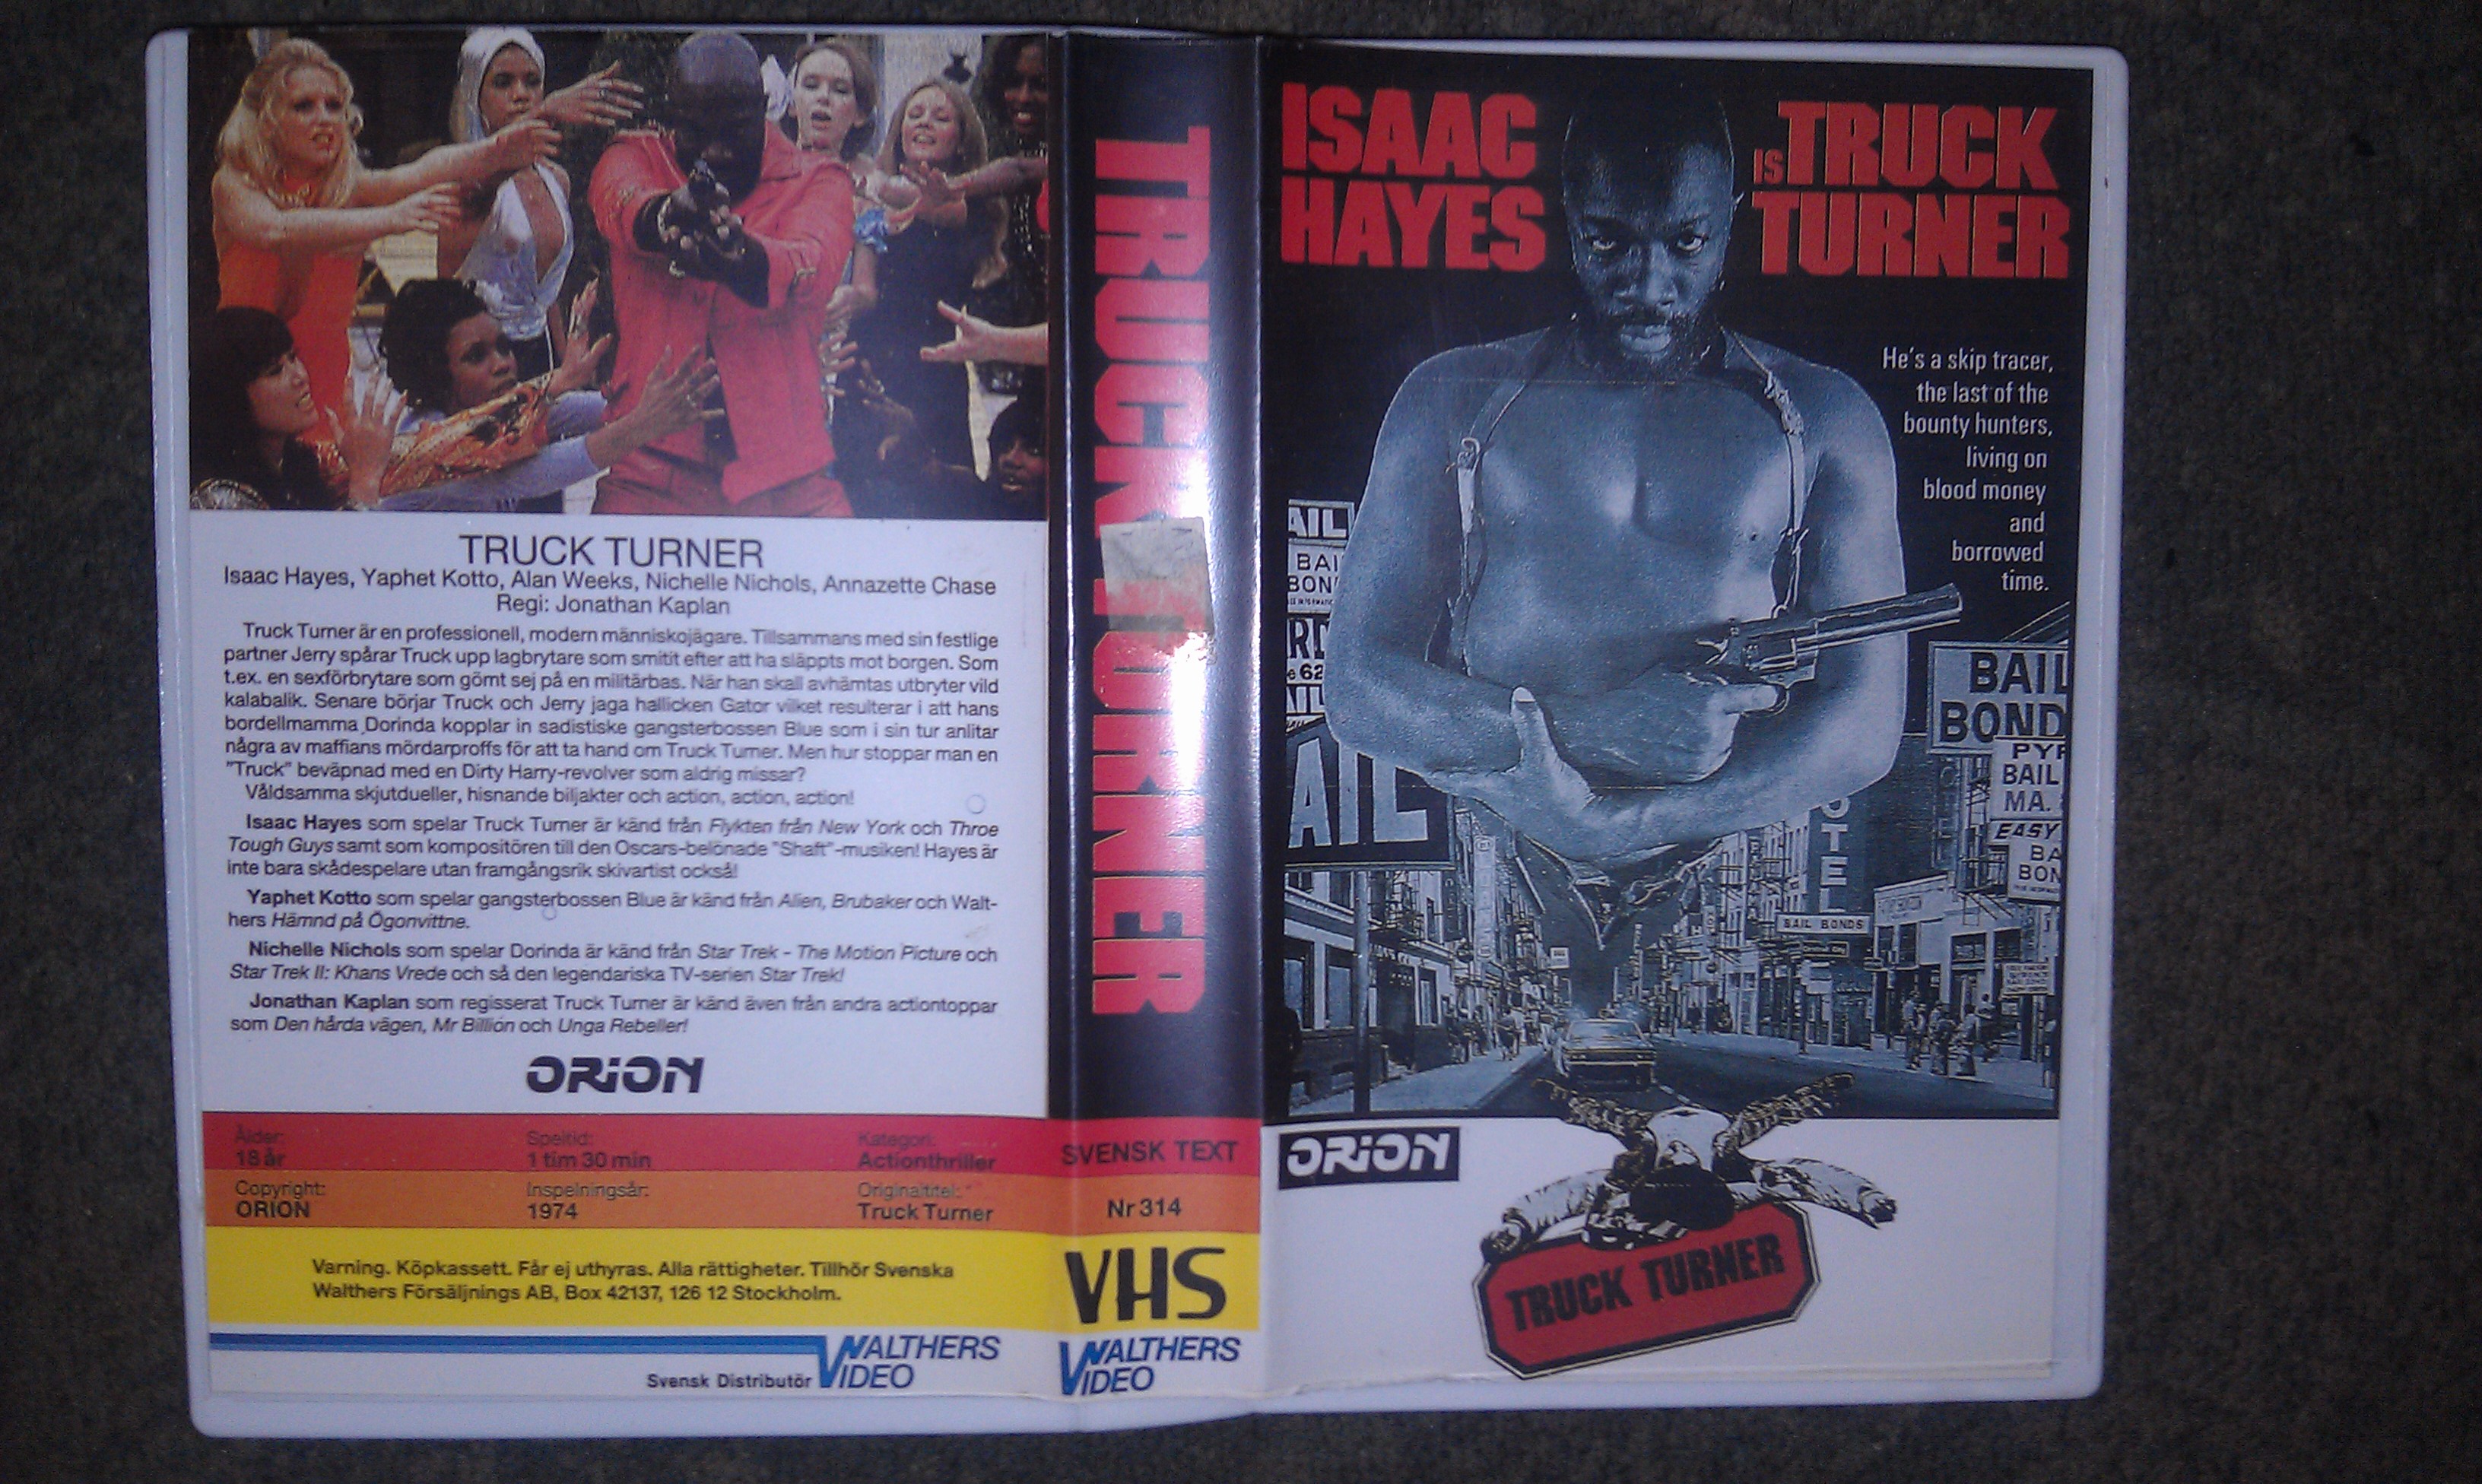 TRUCK TURNER
Isaac Hayes, Yaphet Kotto, Alan Weeks, Nichelle Nichols, Annazette Chase
Regi: Jonathan Kaplan
Truck Turner är en professionell, modern människojägare. Tillsammans med sin festlige
partner Jerry spårar Truck upp lagbrytare som smitit efter att ha släppts mot borgen. Som
t.ex. en sexförbrytare som gömt sej på en militärbas. När han skall avhämtas utbryter vild
kalabalik. Senare börjar Truck och Jerry jaga hallicken Gator vilket resulterar i att hans
bordellmamma Dorinda kopplar in sadistiske gangsterbossen Blue som i sin tur anlitar
några av maffians mördarproffs för att ta hand om Truck Turner. Men hur stoppar man en
"Truck" beväpnad med en Dirty Harry-revolver som aldrig missar?
Våldsamma skjutdueller, hisnande biljakter och action, action, action!
Isaac Hayes som spelar Truck Turner är känd från Flykten från New York och Throe
Tough Guys samt som kompositören till den Oscars-belönade "Shaft"-musiken! Hayes är
inte bara skådespelare utan framgångsrik skivartist också!
Yaphet Kotto som spelar gangsterbossen Blue är känd från Alien, Brubaker och Walt-
hers Hämnd på Ögonvittne.
Nichelle Nichols som spelar Dorinda är känd från Star Trek - The Motion Picture och
Star Trek II: Khans Vrede och så den legendariska TV-serien Star Trek!
Jonathan Kaplan som regisserat Truck Turner är känd även från andra actiontoppar
som Den hårda vägen, Mr Billion och Unga Rebeller!
ORION
Ålder: Speltid: Kategori:
18 år 1 tim 30 min Actionthriller
Copyright: Inspelningsår: Originaltitel:
ORION 1974 Truck Turner
Varning. Köpkassett. Får ej uthyras. Alla rättigheter. Tillhör Svenska
Walthers Försäljnings AB, Box 42137, 126 12 Stockholm.
Svensk Distributör WALTHERS
VIDEO
TRUCK TURNER
SVENSK TEXT
Nr 314
VHS
WALTHERS
VIDEO
ISAAC
HAYES
IS TRUCK
TURNER
He's a skip tracer,
the last of the
bounty hunters,
living on
blood money
and
borrowed
time.
AIL
BAI
BON
AIL
BAIL
BOND
BAIL
MA.
EASY
BA
BON
OTEL
BAIL BONDS
ORION
TRUCK TURNER